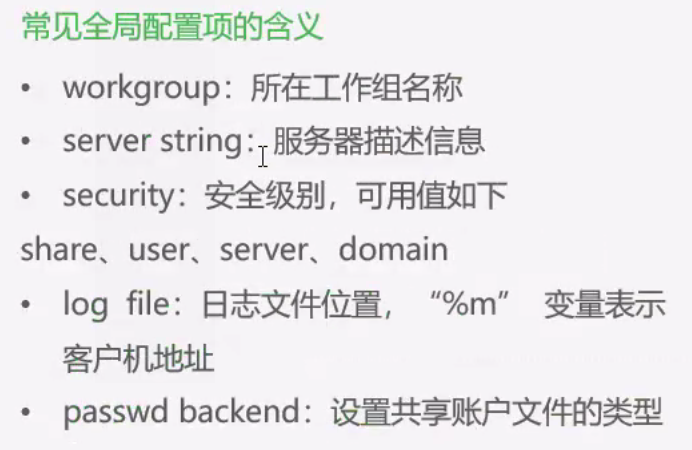 常见全局配置项的含义
• workgroup：所在工作组名称
• server string：服务器描述信息
• security：安全级别，可用值如下
share、user、server、domain
• log file：日志文件位置，“%m” 变量表示
客户机地址
• passwd backend：设置共享账户文件的类型